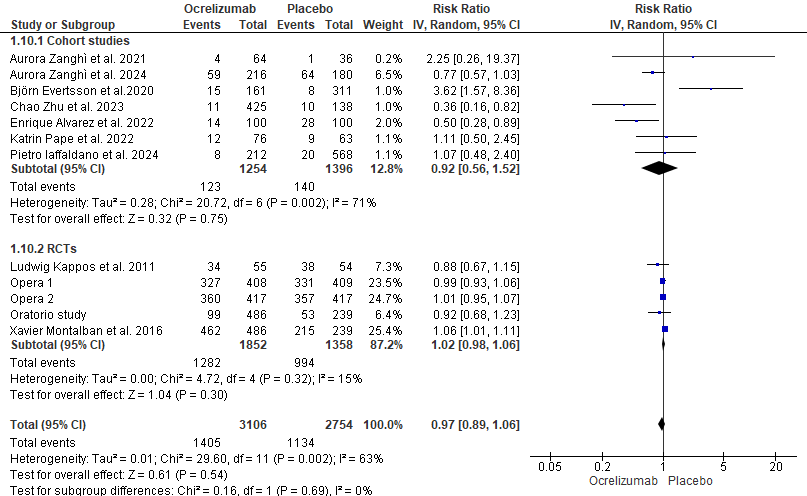 Ocrelizumab Placebo Risk Ratio Risk Ratio
Study or Subgroup Events Total Events Total Weight IV, Random, 95% CI IV, Random, 95% CI
1.10.1 Cohort studies
Aurora Zanghì et al. 2021 4 64 1 36 0.2% 2.25 [0.26, 19.37]
Aurora Zanghì et al. 2024 59 216 64 180 6.5% 0.77 [0.57, 1.03]
Björn Evertsson et al.2020 15 161 8 311 1.0% 3.62 [1.57, 8.36]
Chao Zhu et al. 2023 11 425 10 138 1.0% 0.36 [0.16, 0.82]
Enrique Alvarez et al. 2022 14 100 28 100 1.9% 0.50 [0.28, 0.89]
Katrin Pape et al. 2022 12 76 9 63 1.1% 1.11 [0.50, 2.45]
Pietro Iaffaldano et al. 2024 8 212 20 568 1.1% 1.07 [0.48, 2.40]
Subtotal (95% CI) 1254 1396 12.8% 0.92 [0.56, 1.52]
Total events 123 140
Heterogeneity: Tau² = 0.28; Chi² = 20.72, df = 6 (P = 0.002); I² = 71%
Test for overall effect: Z = 0.32 (P = 0.75)
1.10.2 RCTs
Ludwig Kappos et al. 2011 34 55 38 54 7.3% 0.88 [0.67, 1.15]
Opera 1 327 408 331 409 23.5% 0.99 [0.93, 1.06]
Opera 2 360 417 357 417 24.7% 1.01 [0.95, 1.07]
Oratorio study 99 486 53 239 6.4% 0.92 [0.68, 1.23]
Xavier Montalban et al. 2016 462 486 215 239 25.4% 1.06 [1.01, 1.11]
Subtotal (95% CI) 1852 1358 87.2% 1.02 [0.98, 1.06]
Total events 1282 994
Heterogeneity: Tau² = 0.00; Chi² = 4.72, df = 4 (P = 0.32); I² = 15%
Test for overall effect: Z = 1.04 (P = 0.30)
Total (95% CI) 3106 2754 100.0% 0.97 [0.89, 1.06]
Total events 1405 1134
Heterogeneity: Tau² = 0.01; Chi² = 29.60, df = 11 (P = 0.002); I² = 63%
Test for overall effect: Z = 0.61 (P = 0.54)
Test for subgroup differences: Chi² = 0.16, df = 1 (P = 0.69), I² = 0%
0.05 0.2 1 5 20
Ocrelizumab Placebo